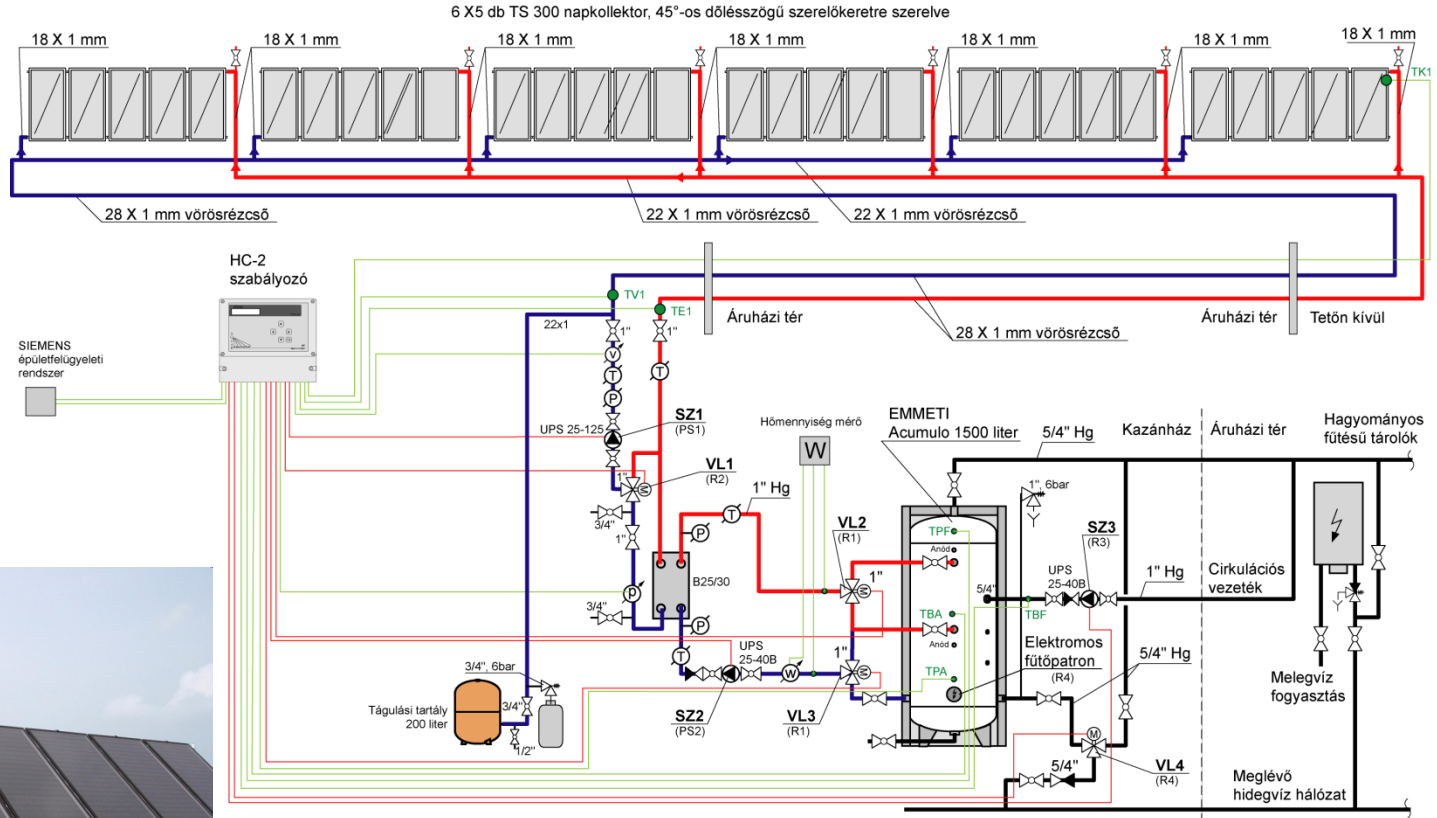 6 X5 db TS 300 napkollektor, 45°-os dõlésszögű szerelőkeretre szerelve
18 X 1 mm
18 X 1 mm
18 X 1 mm
18 X 1 mm
18 X 1 mm
18 X 1 mm
18 X 1 mm
TK1
28 X 1 mm vörösrézcső
22 X 1 mm vörösrézcső
22 X 1 mm vörösrézcső
HC-2
szabályozó
TV1
TE1
22x1
1"
1"
Áruházi tér
Áruházi tér
Tetőn kívül
28 X 1 mm vörösrézcső
SIEMENS
épületfelügyeleti
rendszer
V
T
P
T
UPS 25-125
SZ1
(PS1)
Hőmennyiség mérő
W
EMMETI
Acumulo 1500 liter
5/4" Hg
Kazánház
Áruházi tér
Hagyományos
fűtésű tárolók
1"
M
VL1
(R2)
3/4"
1"
T
1" Hg
P
1", 6bar
VL2
(R1)
1"
M
TPF
Anód
SZ3
(R3)
UPS
25-40B
1" Hg
Cirkulációs
vezeték
B25/30
p
3/4"
P
5/4"
TBF
TBA
Anód
T
UPS
25-40B
W
1"
M
Elektromos
fűtőpatron
(R4)
TPA
5/4" Hg
Melegvíz
fogyasztás
3/4", 6bar
3/4"
Tágulási tartály
200 liter
1/2"
SZ2
(PS2)
VL3
(R1)
M
VL4
(R4)
5/4"
Meglévő
hidegvíz hálózat